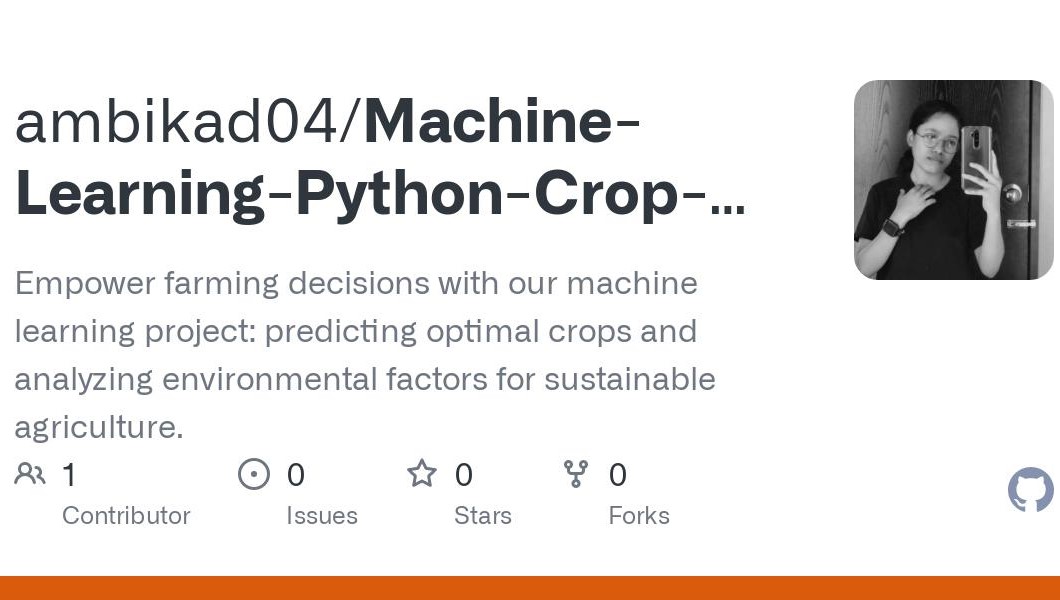 ambikad04/Machine-
Learning-Python-Crop-...
Empower farming decisions with our machine
learning project: predicting optimal crops and
analyzing environmental factors for sustainable
agriculture.
1 0 0 0
Contributor Issues Stars Forks